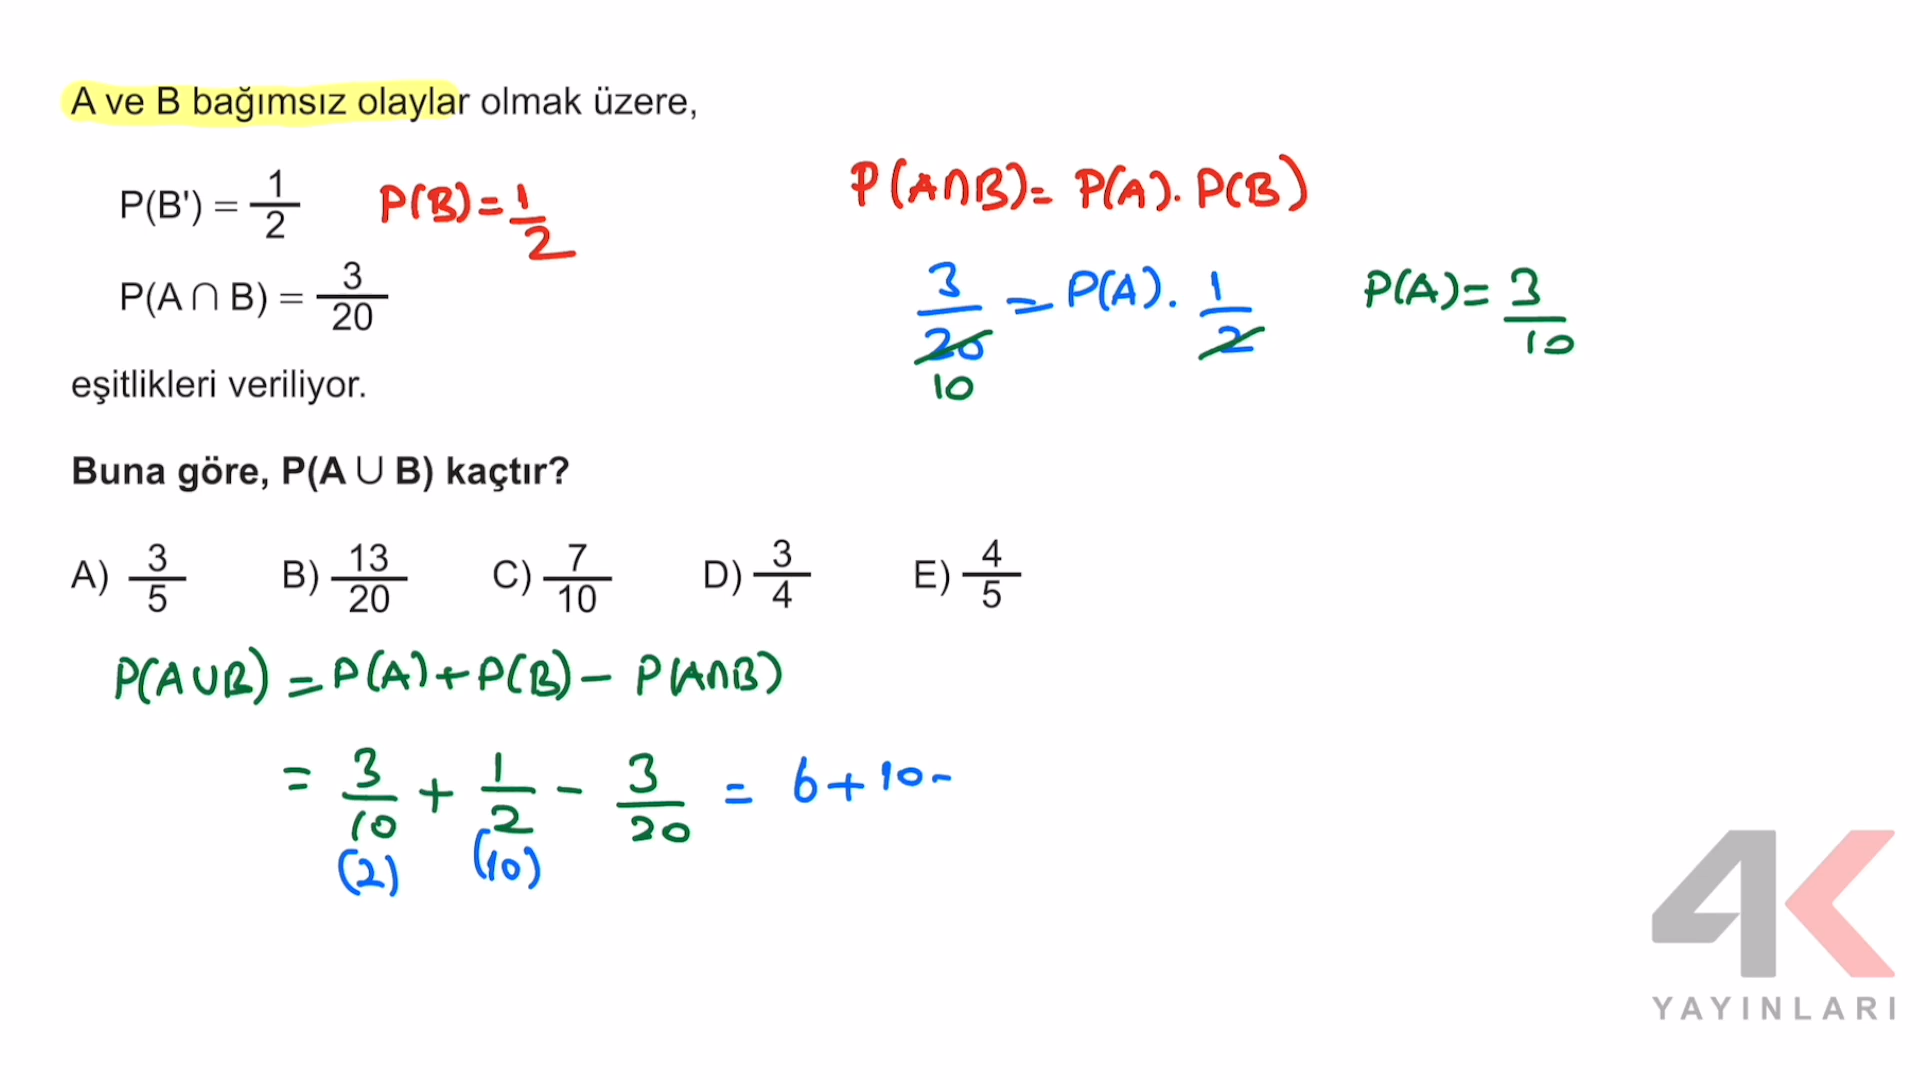 A ve B bağımsız olaylar olmak üzere,
P(B') = 1/2 P(B) = 1/2
P(A∩B) = P(A). P(B)
P(A ∩ B) = 3/20
3/20 = P(A). 1/2 P(A) = 3/10
10
eşitlikleri veriliyor.
Buna göre, P(A ∪ B) kaçtır?
A) 3/5 B) 13/20 C) 7/10 D) 3/4 E) 4/5
P(A∪B) = P(A) + P(B) - P(A∩B)
= 3/10 + 1/2 - 3/20 = 6+10-
(2) (10)
4K
YAYINLARI